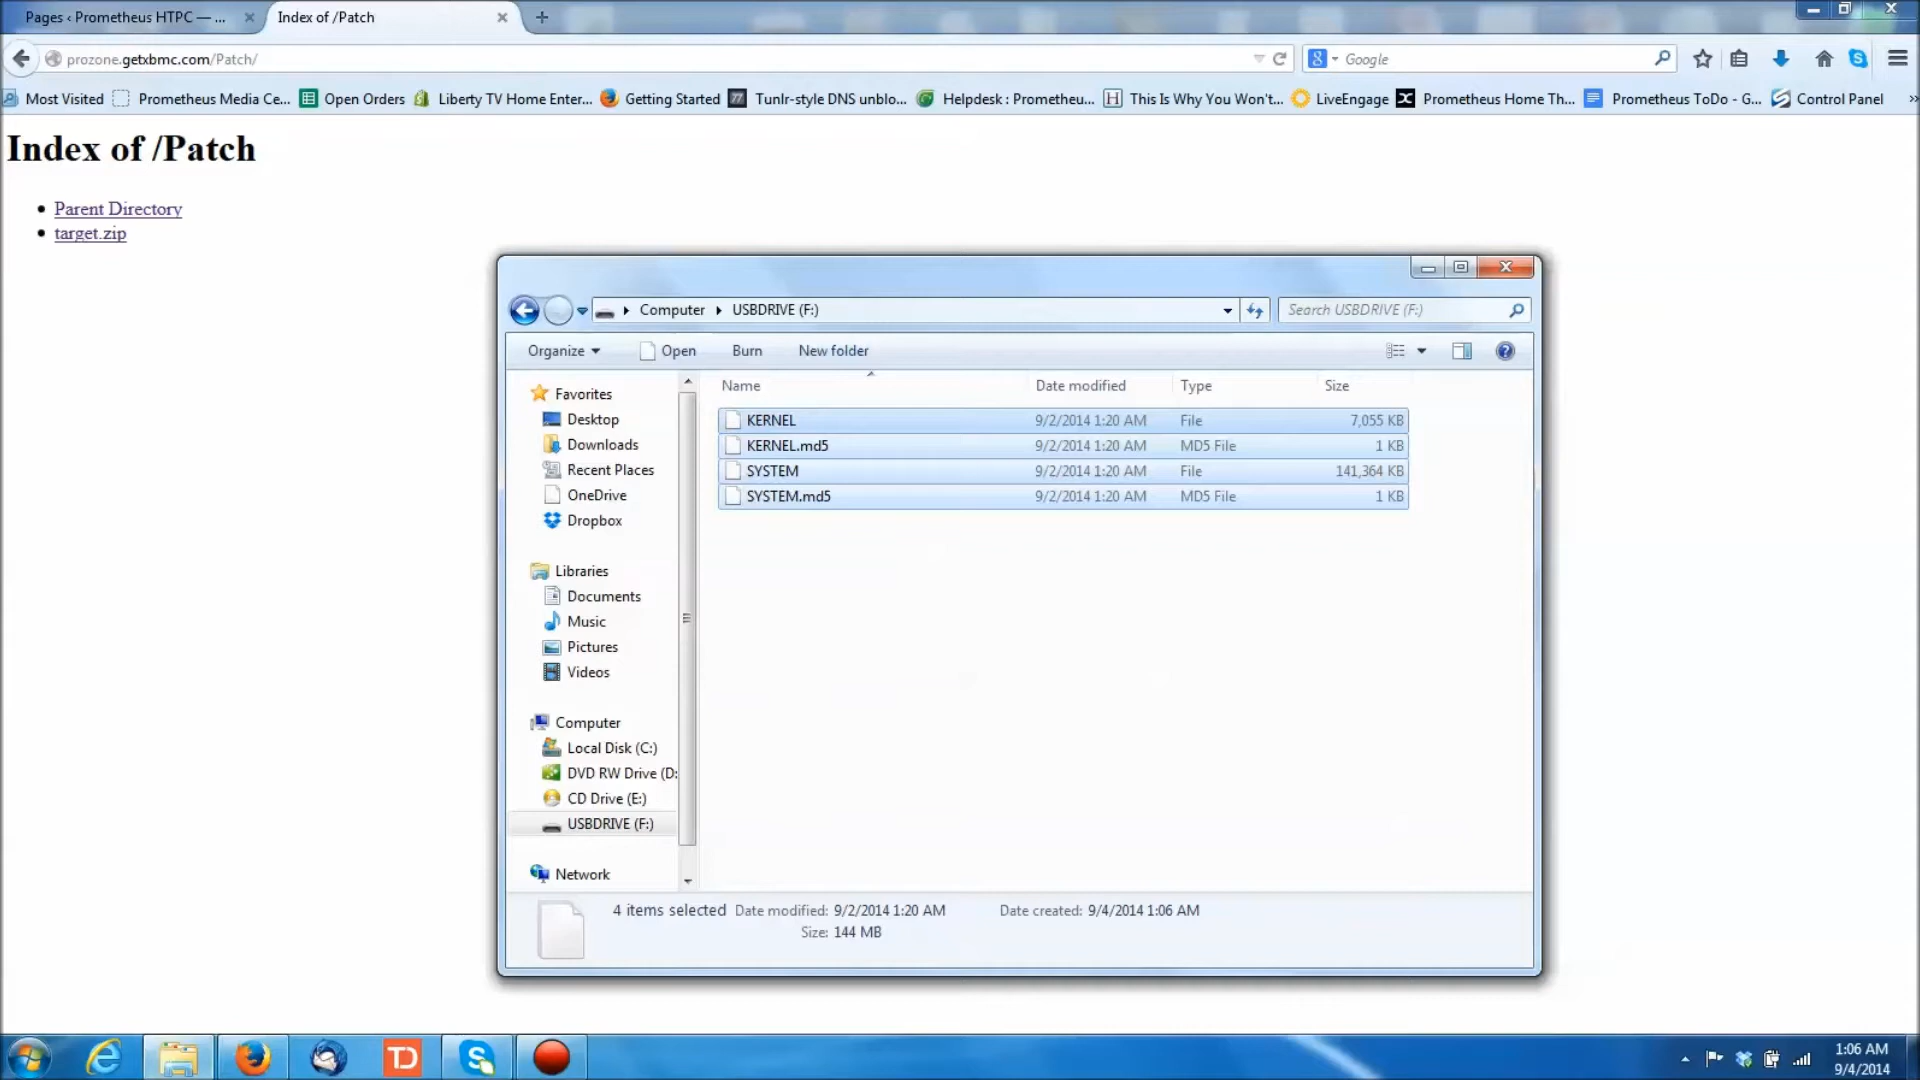 Pages ‹ Prometheus HTPC — ...
Index of /Patch
prozone.getxbmc.com/Patch/
Google
Most Visited
Prometheus Media Ce...
Open Orders
Liberty TV Home Enter...
Getting Started
Tunlr-style DNS unblo...
Helpdesk : Prometheu...
This Is Why You Won't...
LiveEngage
Prometheus Home Th...
Prometheus ToDo - G...
Control Panel
Index of /Patch
Parent Directory
target.zip
Computer
USBDRIVE (F:)
Search USBDRIVE (F:)
Organize
Open
Burn
New folder
Name Date modified Type Size
KERNEL 9/2/2014 1:20 AM File 7,055 KB
KERNEL.md5 9/2/2014 1:20 AM MD5 File 1 KB
SYSTEM 9/2/2014 1:20 AM File 141,364 KB
SYSTEM.md5 9/2/2014 1:20 AM MD5 File 1 KB
Favorites
Desktop
Downloads
Recent Places
OneDrive
Dropbox
Libraries
Documents
Music
Pictures
Videos
Computer
Local Disk (C:)
DVD RW Drive (D:
CD Drive (E:)
USBDRIVE (F:)
Network
4 items selected Date modified: 9/2/2014 1:20 AM Date created: 9/4/2014 1:06 AM
Size: 144 MB
TD
1:06 AM
9/4/2014